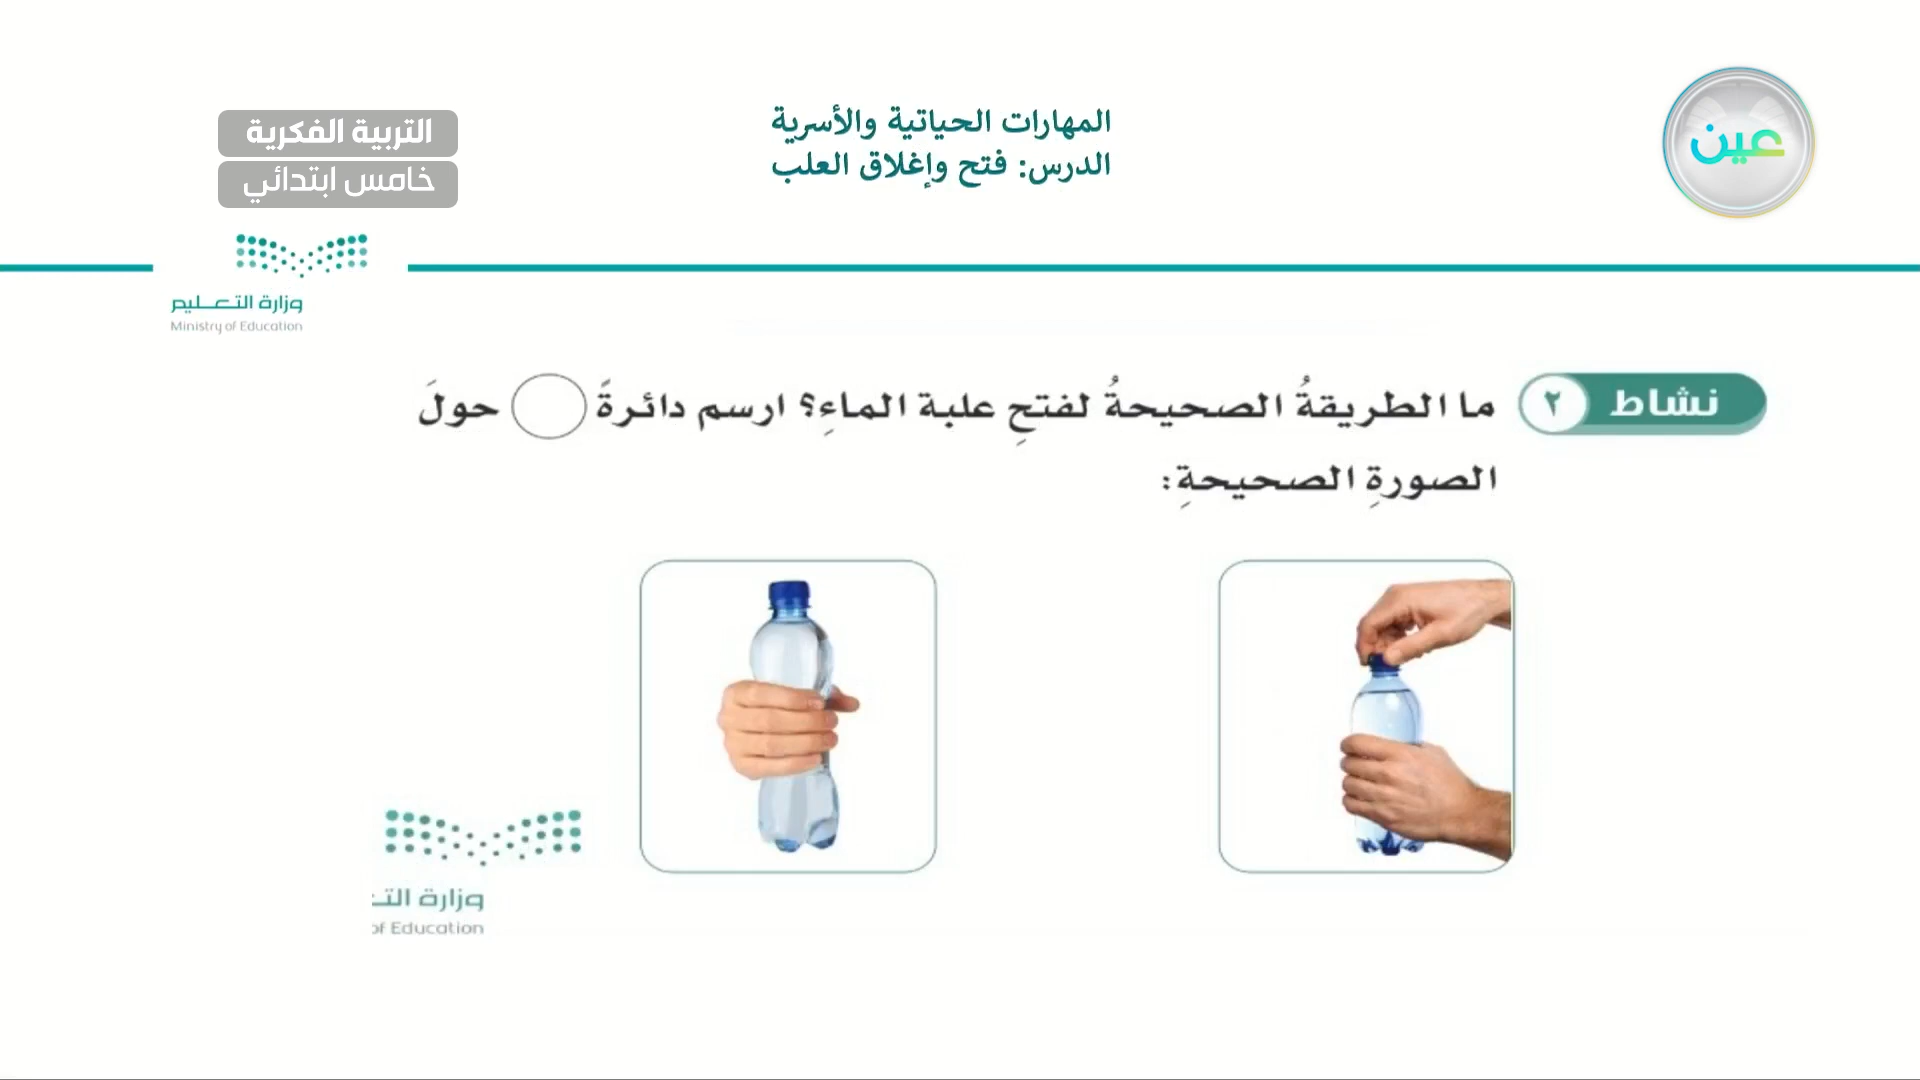 عين
المهارات الحياتية والأسرية
الدرس: فتح وإغلاق العلب
التربية الفكرية
خامس ابتدائي
وزارة التعليم
Ministry of Education
نشاط ٢
ما الطريقةُ الصحيحةُ لفتحِ علبة الماءِ؟ ارسم دائرةً حولَ
الصورةِ الصحيحةِ:
وزارة التع
of Education